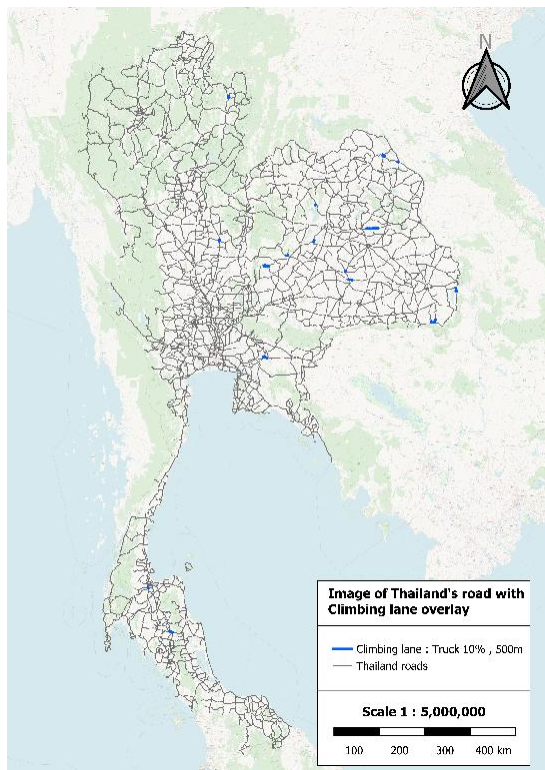 N
Image of Thailand's road with
Climbing lane overlay
Climbing lane : Truck 10% , 500m
Thailand roads
Scale 1 : 5,000,000
100 200 300 400 km